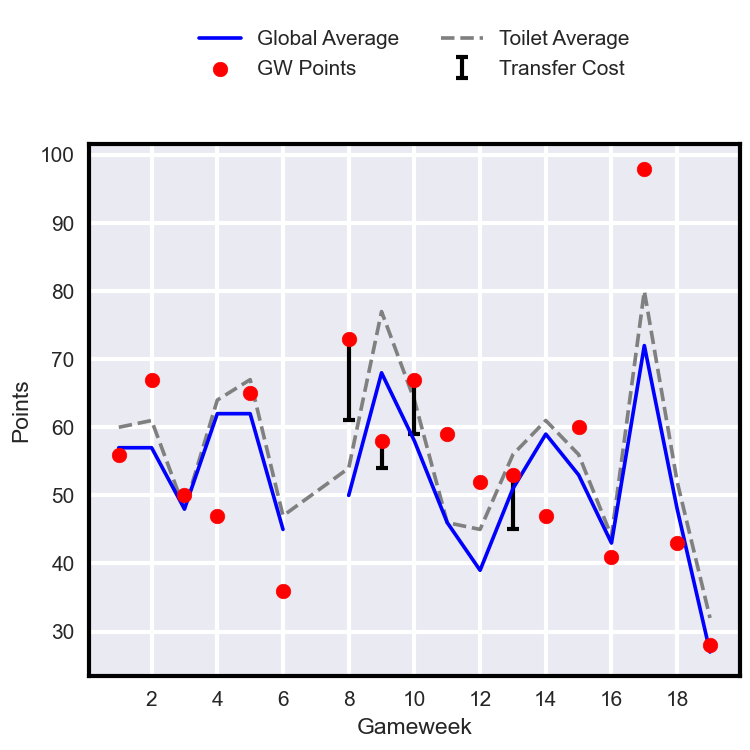 Global Average
Toilet Average
GW Points
Transfer Cost
100
90
80
70
60
50
40
30
Points
2 4 6 8 10 12 14 16 18
Gameweek